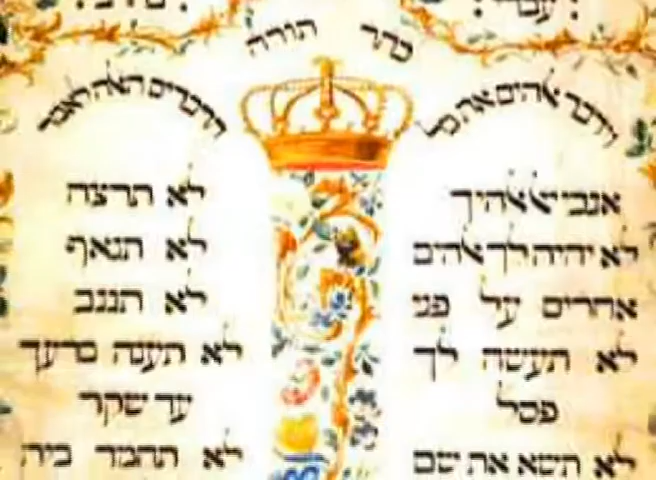 כתר תורה
וידבר אלהים את כל
הדברים האלה לאמר
אנכי יי אלהיך
לא יהיה לך אלהים
אחרים על פני
לא תעשה לך
פסל
לא תשא את שם
לא תרצח
לא תנאף
לא תגנב
לא תענה ברעך
עד שקר
לא תחמד בית